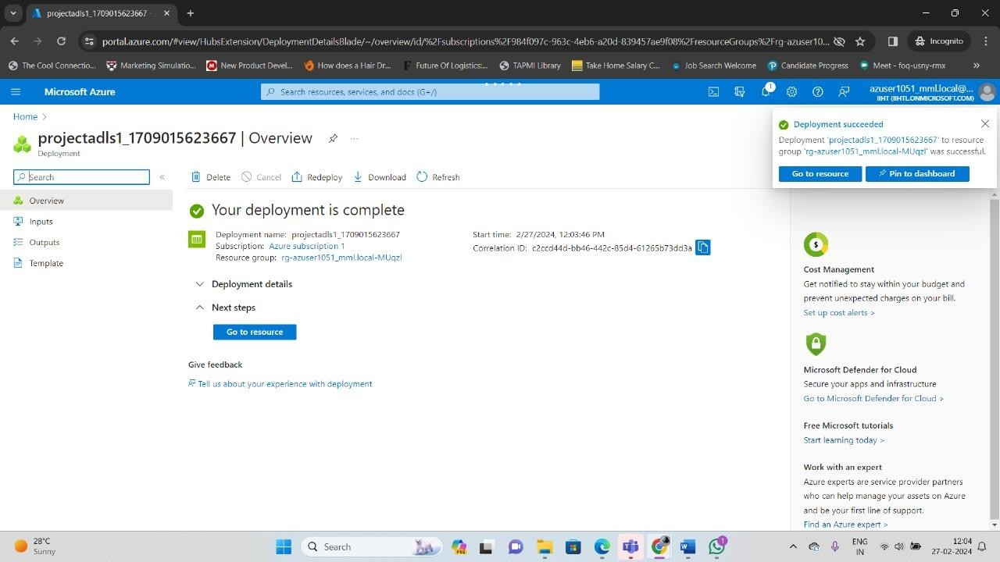 projectadls1_1709015623667 -
portal.azure.com/#view/HubsExtension/DeploymentDetailsBlade/~/overview/id/%2Fsubscriptions%2F984f097c-963c-4eb6-a20d-833457ae9f08%2FresourceGroups%2Frg-azuser10...
Incognito
The Cool Connectio...
Marketing Simulatio...
New Product Devel...
How does a Hair Dr...
Future Of Logistics:...
TAPMI Library
Take Home Salary C...
Job Search Welcome
Candidate Progress
Meet - foq-usny-rmx
Microsoft Azure
Search resources, services, and docs (G+/)
1
azuser1051_mml.local@...
IIHT (IIHTL.ONMICROSOFT.COM)
Home >
projectadls1_1709015623667 | Overview
Deployment
Deployment succeeded
Deployment 'projectadls1_1709015623667' to resource
group 'rg-azuser1051_mml.local-MUqzl' was successful.
Go to resource
Pin to dashboard
Search
Overview
Inputs
Outputs
Template
Delete
Cancel
Redeploy
Download
Refresh
Your deployment is complete
Deployment name: projectadls1_1709015623667
Subscription: Azure subscription 1
Resource group: rg-azuser1051_mml.local-MUqzl
Start time: 2/27/2024, 12:03:46 PM
Correlation ID: c2ccd44d-bb46-442c-85d4-61265b73dd3a
Deployment details
Next steps
Go to resource
Give feedback
Tell us about your experience with deployment
Cost Management
Get notified to stay within your budget and
prevent unexpected charges on your bill.
Set up cost alerts >
Microsoft Defender for Cloud
Secure your apps and infrastructure
Go to Microsoft Defender for Cloud >
Free Microsoft tutorials
Start learning today >
Work with an expert
Azure experts are service provider partners
who can help manage your assets on Azure
and be your first line of support.
Find an Azure expert >
28°C
Sunny
Search
PRE
1
ENG
IN
12:04
27-02-2024